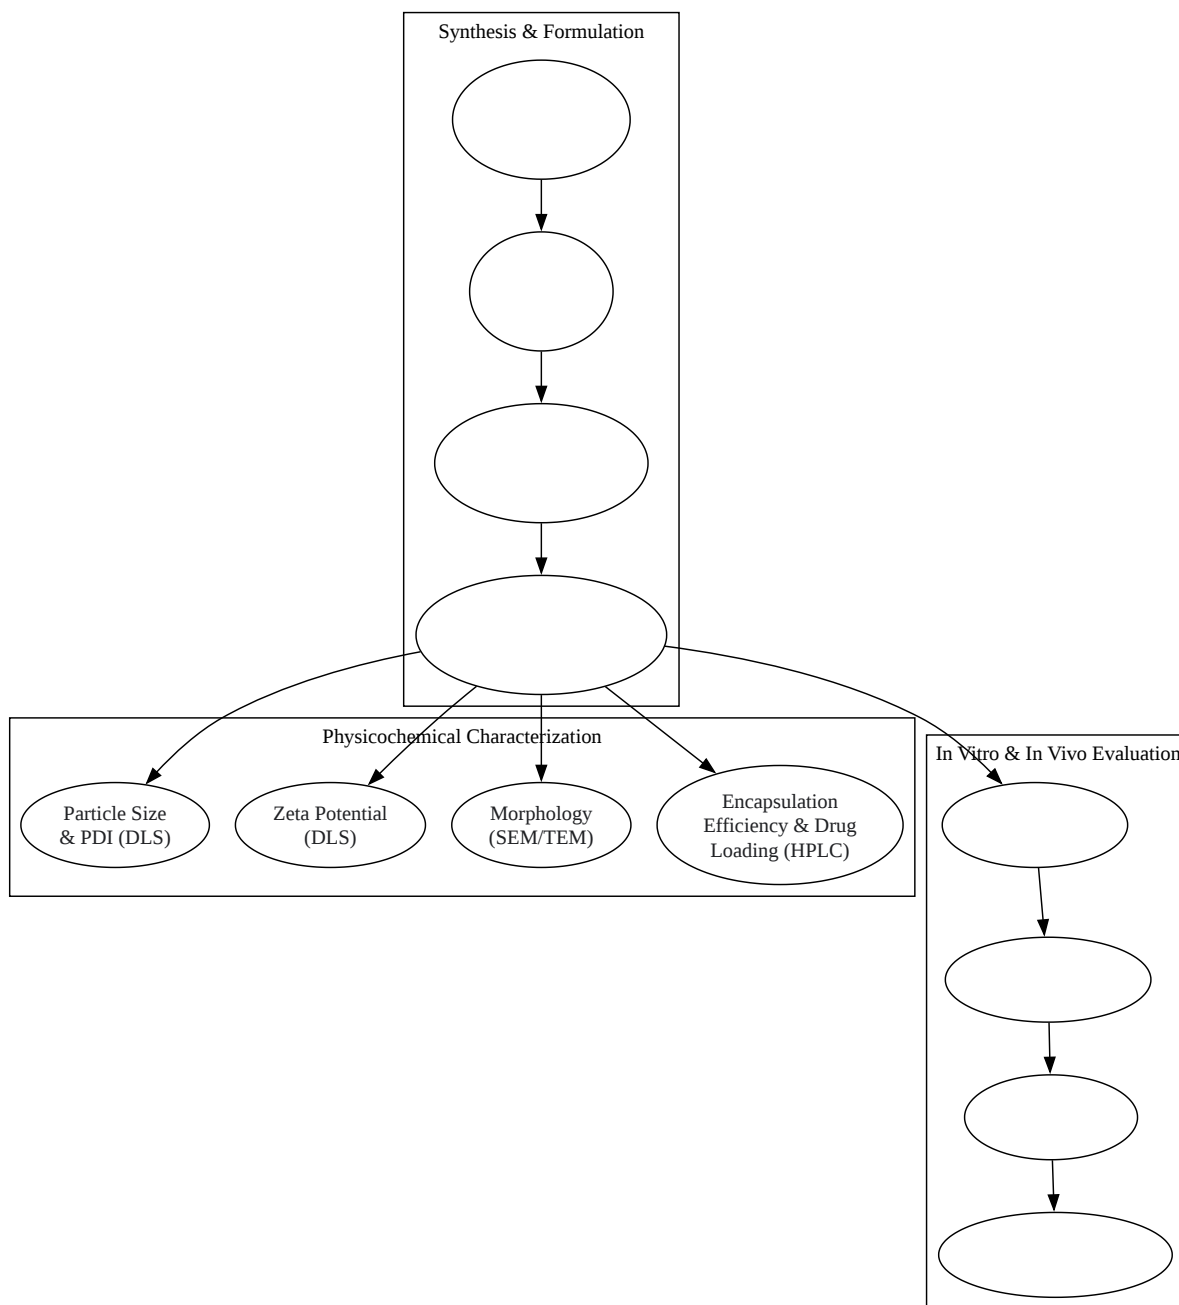 Synthesis & Formulation
Physicochemical Characterization
In Vitro & In Vivo Evaluation
Particle Size
& PDI (DLS)
Zeta Potential
(DLS)
Morphology
(SEM/TEM)
Encapsulation
Efficiency & Drug
Loading (HPLC)